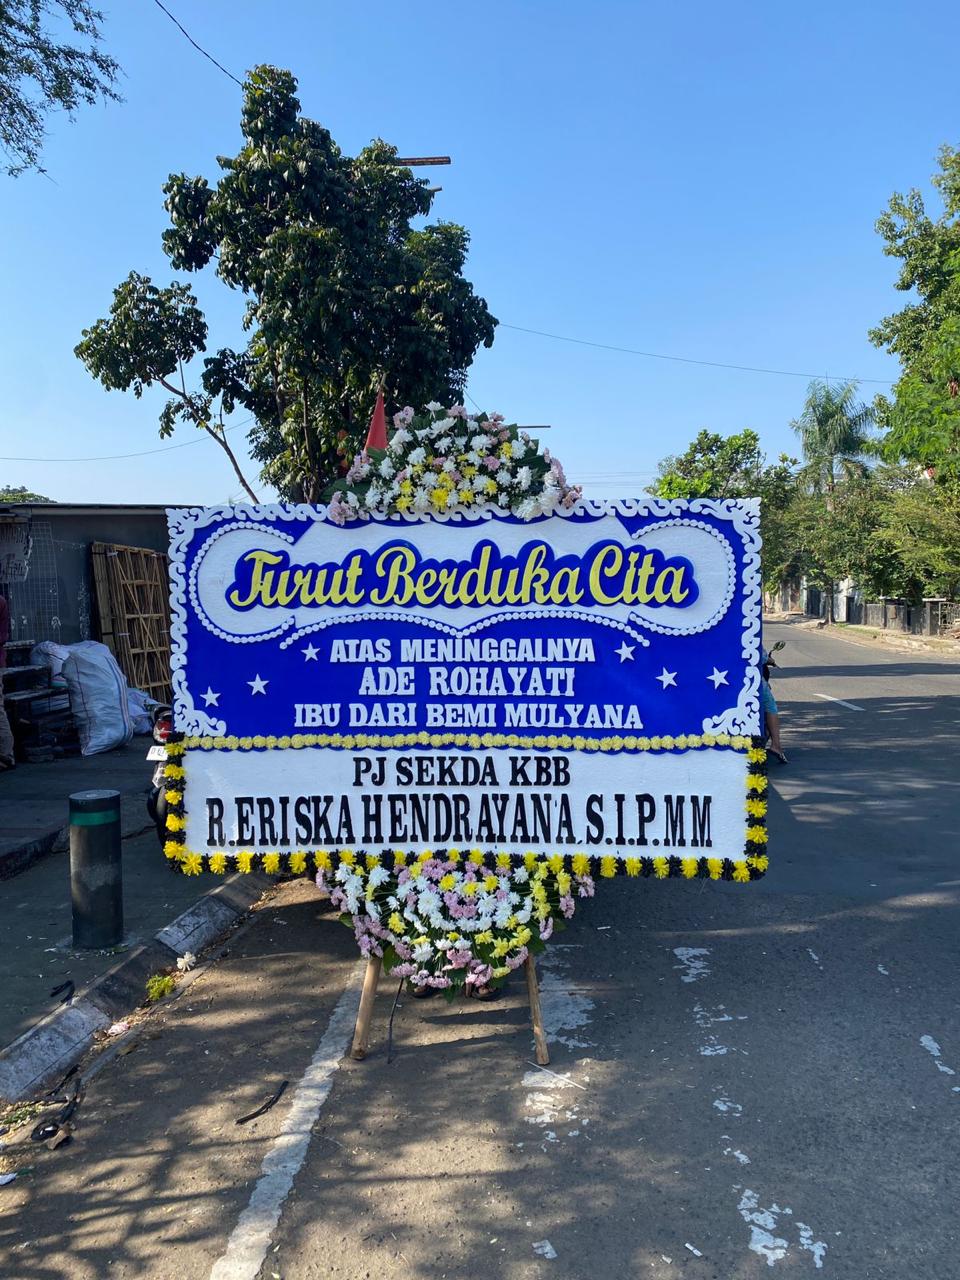 Turut Berduka Cita
ATAS MENINGGALNYA
ADE ROHAYATI
IBU DARI BEMI MULYANA
PJ SEKDA KBB
R.ERISKA HENDRAYANA.S.I.P.MM